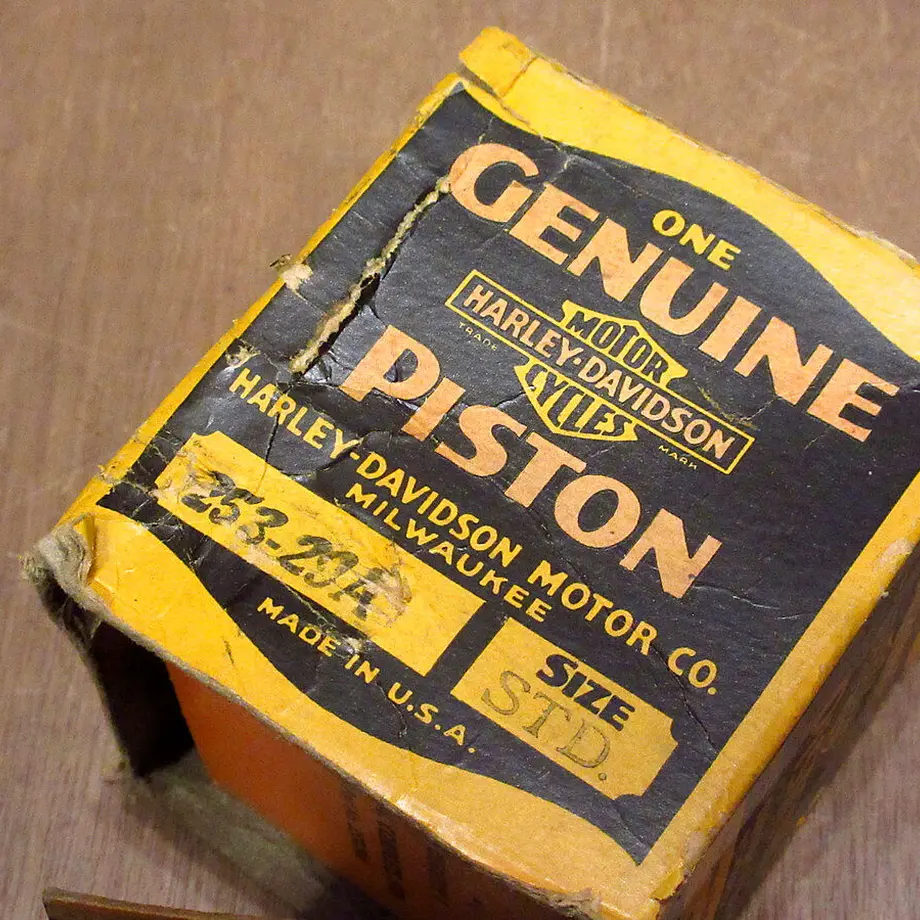 ONE
GENUINE
MOTOR
HARLEY-DAVIDSON
CYCLES
TRADE MARK
PISTON
HARLEY-DAVIDSON MOTOR CO.
MILWAUKEE
253-29A
SIZE
STD.
MADE IN U.S.A.